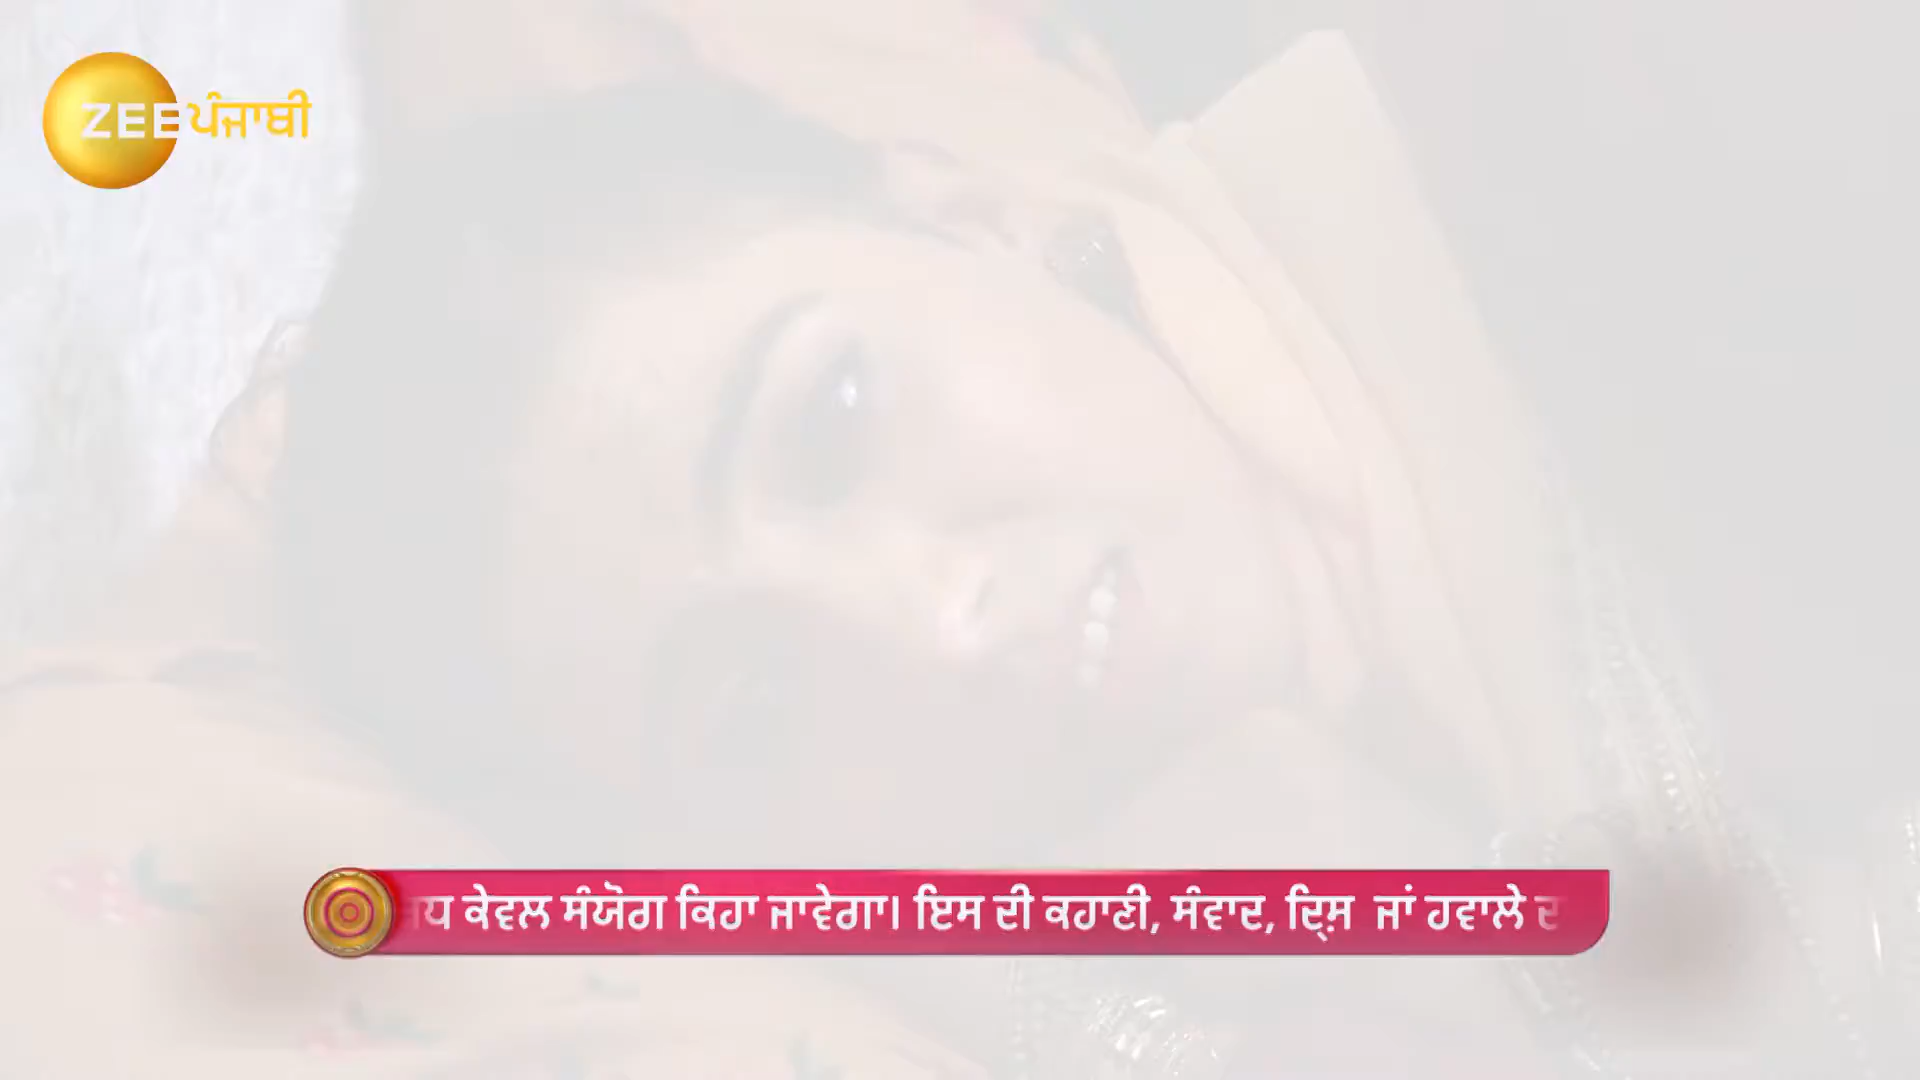 ZEE ਪੰਜਾਬੀ
ਕੇਵਲ ਸੰਯੋਗ ਕਿਹਾ ਜਾਵੇਗਾ। ਇਸ ਦੀ ਕਹਾਣੀ, ਸੰਵਾਦ, ਦ੍ਰਿਸ਼ ਜਾਂ ਹਵਾਲੇ